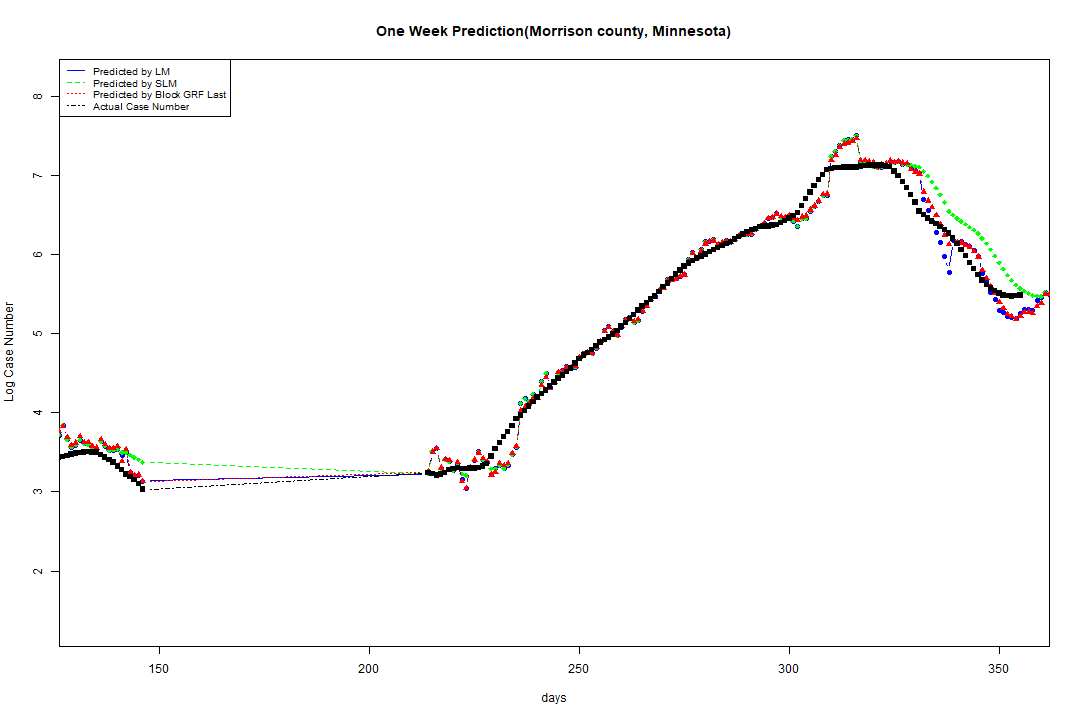 One Week Prediction(Morrison county, Minnesota)
Predicted by LM
Predicted by SLM
Predicted by Block GRF Last
Actual Case Number
8
7
6
5
4
3
2
Log Case Number
150
200
250
300
350
days